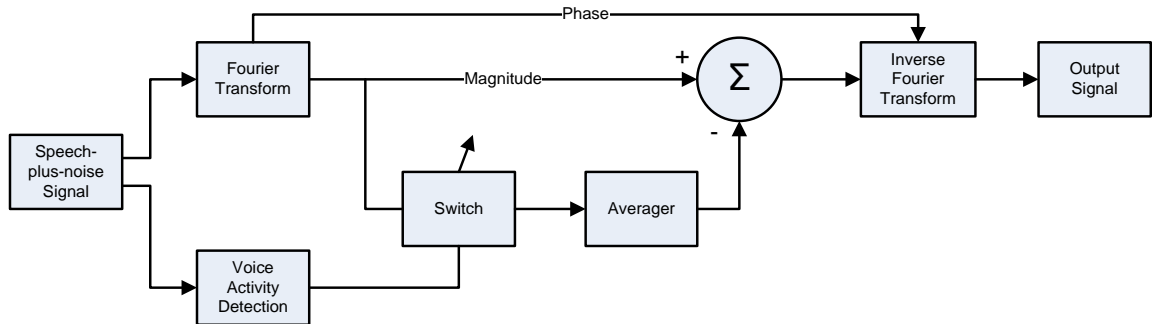 Phase
Fourier
Transform
Magnitude
+
Σ
-
Inverse
Fourier
Transform
Output
Signal
Speech-
plus-noise
Signal
Switch
Averager
Voice
Activity
Detection